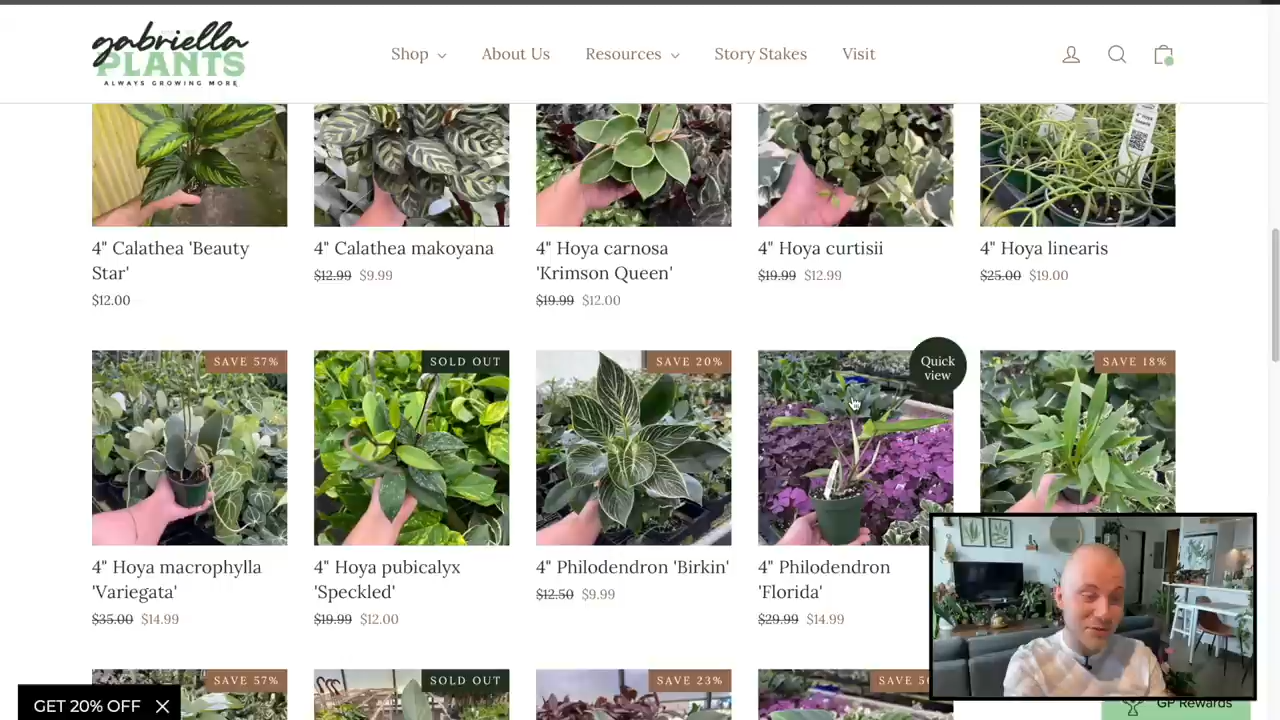 gabriella
PLANTS
ALWAYS GROWING MORE
Shop
About Us
Resources
Story Stakes
Visit
4" Calathea 'Beauty
Star'
$12.00
4" Calathea makoyana
$12.99 $9.99
4" Hoya carnosa
'Krimson Queen'
$19.99 $12.00
4" Hoya curtisii
$19.99 $12.99
4" Hoya linearis
$25.00 $19.00
SAVE 57%
SOLD OUT
SAVE 20%
Quick
view
SAVE 18%
4" Hoya macrophylla
'Variegata'
$35.00 $14.99
4" Hoya pubicalyx
'Speckled'
$19.99 $12.00
4" Philodendron 'Birkin'
$12.50 $9.99
4" Philodendron
'Florida'
$29.99 $14.99
SAVE 57%
SOLD OUT
SAVE 23%
SAVE
GET 20% OFF
GP Rewards